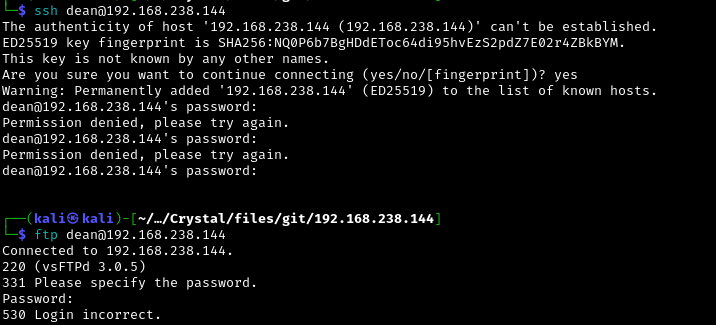 └─$ ssh dean@192.168.238.144
The authenticity of host '192.168.238.144 (192.168.238.144)' can't be established.
ED25519 key fingerprint is SHA256:NQ0P6b7BgHDdEToc64di95hvEzS2pdZ7E02r4ZBkBYM.
This key is not known by any other names.
Are you sure you want to continue connecting (yes/no/[fingerprint])? yes
Warning: Permanently added '192.168.238.144' (ED25519) to the list of known hosts.
dean@192.168.238.144's password:
Permission denied, please try again.
dean@192.168.238.144's password:
Permission denied, please try again.
dean@192.168.238.144's password:
┌──(kali㉿kali)-[~/…/Crystal/files/git/192.168.238.144]
└─$ ftp dean@192.168.238.144
Connected to 192.168.238.144.
220 (vsFTPd 3.0.5)
331 Please specify the password.
Password:
530 Login incorrect.